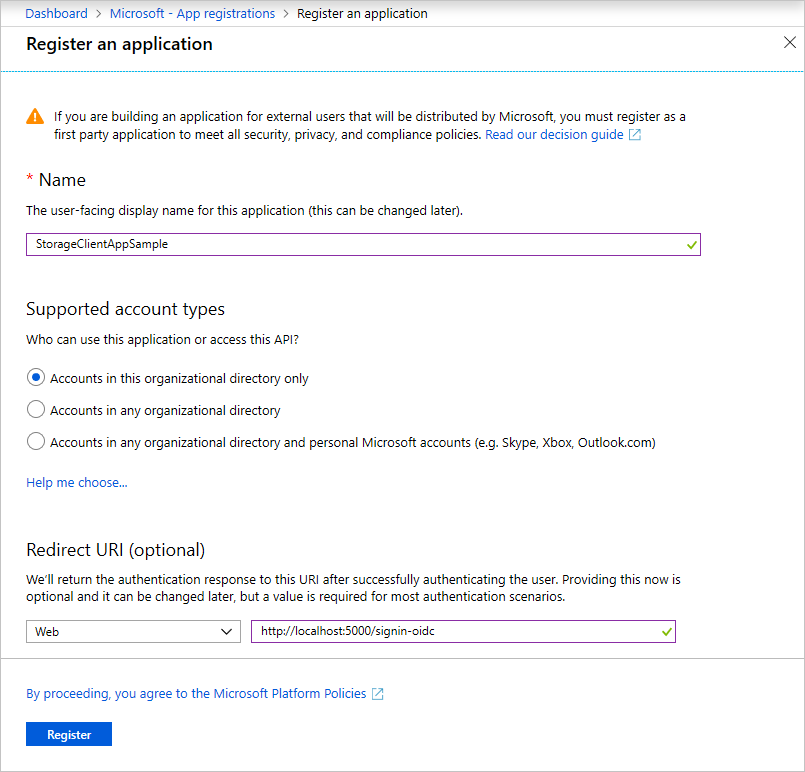 Dashboard > Microsoft - App registrations > Register an application
Register an application
If you are building an application for external users that will be distributed by Microsoft, you must register as a
first party application to meet all security, privacy, and compliance policies. Read our decision guide
* Name
The user-facing display name for this application (this can be changed later).
StorageClientAppSample
Supported account types
Who can use this application or access this API?
Accounts in this organizational directory only
Accounts in any organizational directory
Accounts in any organizational directory and personal Microsoft accounts (e.g. Skype, Xbox, Outlook.com)
Help me choose...
Redirect URI (optional)
We'll return the authentication response to this URI after successfully authenticating the user. Providing this now is
optional and it can be changed later, but a value is required for most authentication scenarios.
Web http://localhost:5000/signin-oidc
By proceeding, you agree to the Microsoft Platform Policies
Register